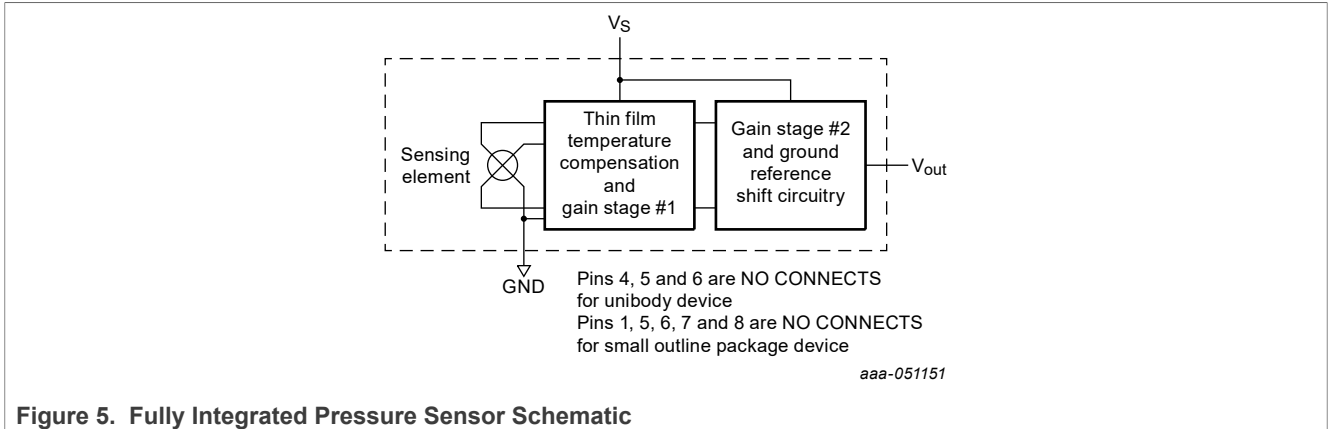 VS
Sensing
element
Thin film
temperature
compensation
and
gain stage #1
Gain stage #2
and ground
reference
shift circuitry
Vout
GND
Pins 4, 5 and 6 are NO CONNECTS
for unibody device
Pins 1, 5, 6, 7 and 8 are NO CONNECTS
for small outline package device
aaa-051151
Figure 5. Fully Integrated Pressure Sensor Schematic